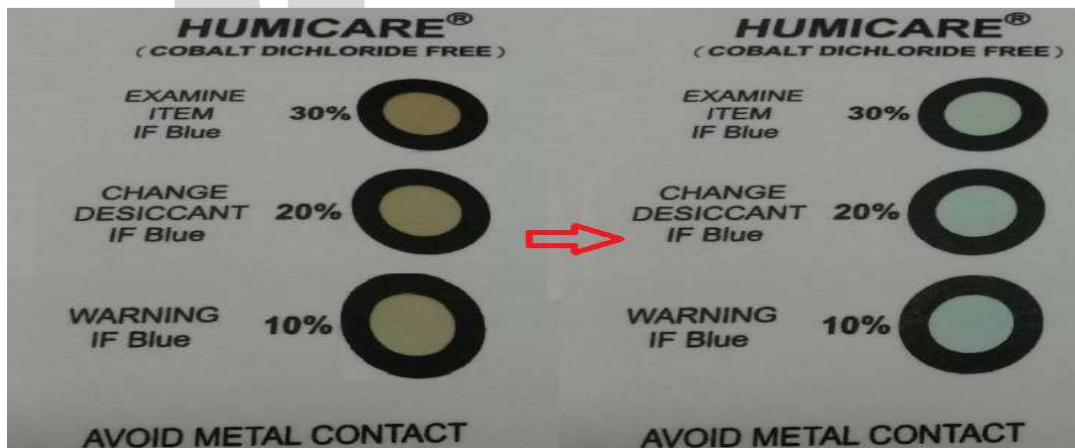 HUMICARE®
(COBALT DICHLORIDE FREE)
EXAMINE
ITEM
IF Blue
30%
CHANGE
DESICCANT
IF Blue
20%
WARNING
IF Blue
10%
AVOID METAL CONTACT
HUMICARE®
(COBALT DICHLORIDE FREE)
EXAMINE
ITEM
IF Blue
30%
CHANGE
DESICCANT
IF Blue
20%
WARNING
IF Blue
10%
AVOID METAL CONTACT